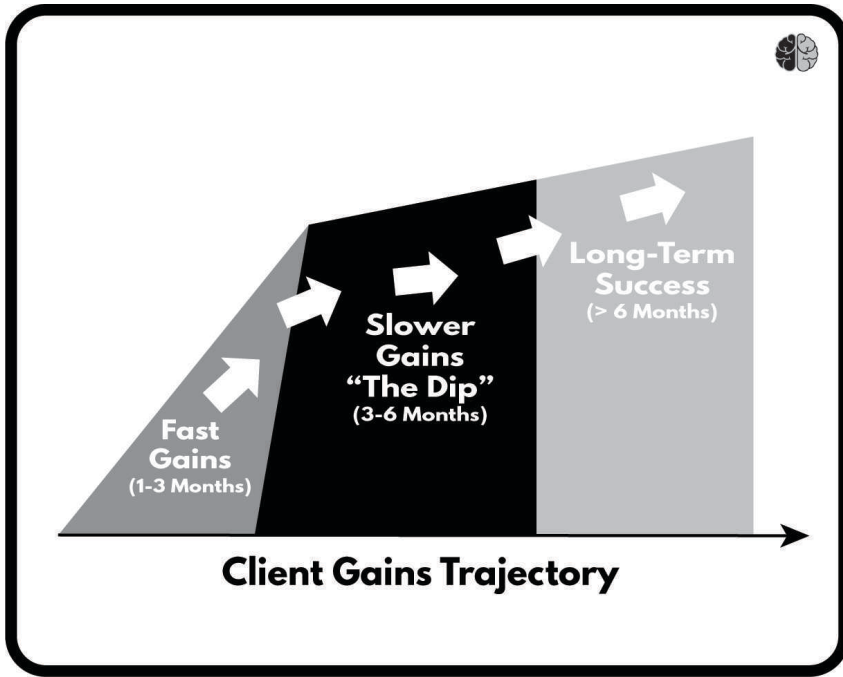 Fast
Gains
(1-3 Months)
Slower
Gains
“The Dip”
(3-6 Months)
Long-Term
Success
(> 6 Months)
Client Gains Trajectory